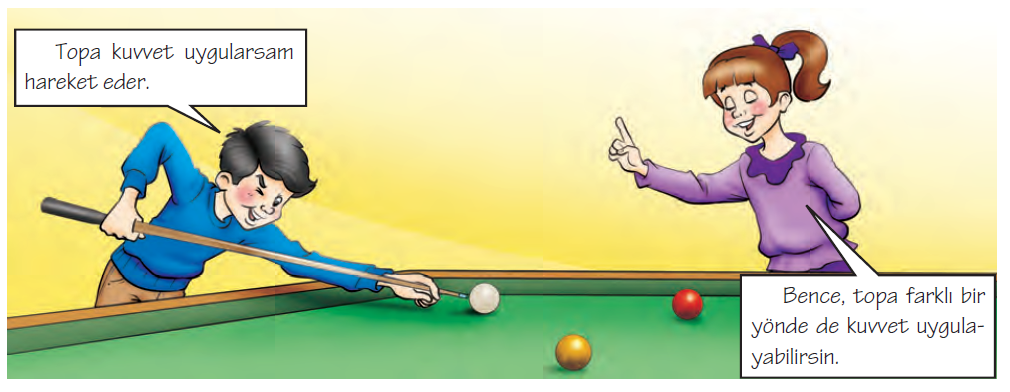 Topa kuvvet uygularsam
hareket eder.
Bence, topa farklı bir
yönde de kuvvet uygula-
yabilirsin.